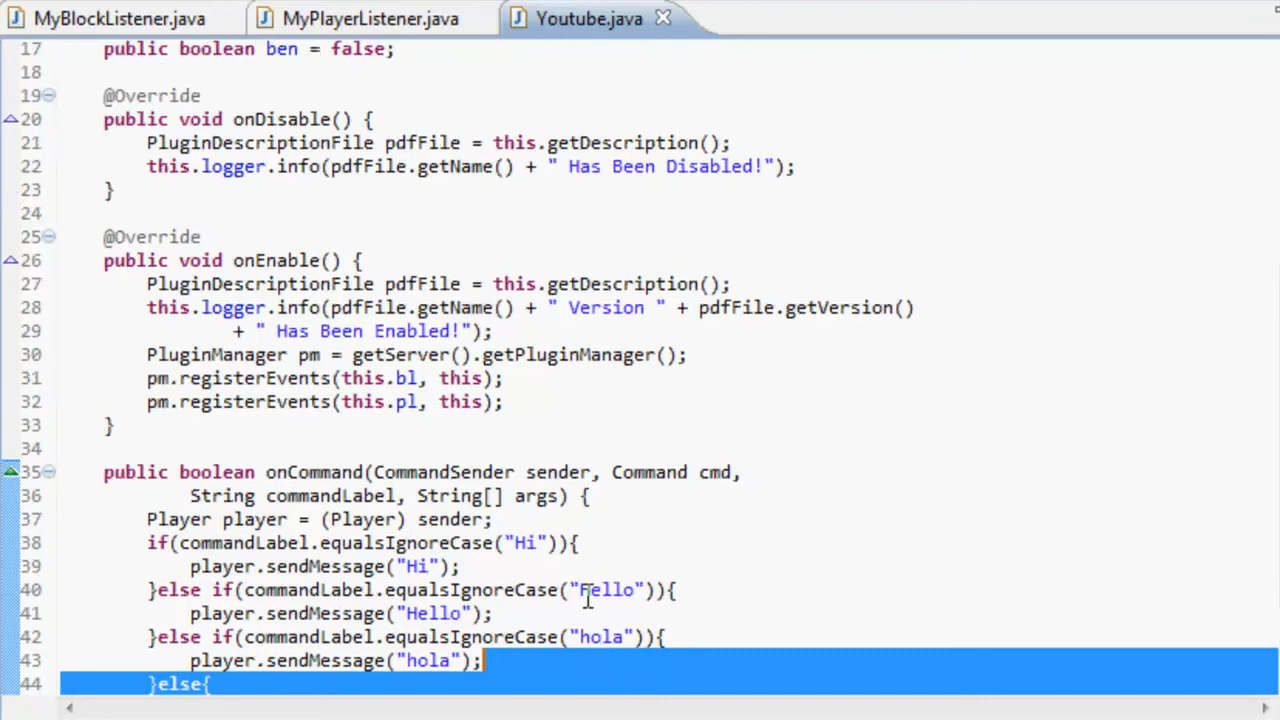 MyBlockListener.java MyPlayerListener.java Youtube.java
17 public boolean ben = false;
18
19 @Override
20 public void onDisable() {
21 PluginDescriptionFile pdfFile = this.getDescription();
22 this.logger.info(pdfFile.getName() + " Has Been Disabled!");
23 }
24
25 @Override
26 public void onEnable() {
27 PluginDescriptionFile pdfFile = this.getDescription();
28 this.logger.info(pdfFile.getName() + " Version " + pdfFile.getVersion()
29 + " Has Been Enabled!");
30 PluginManager pm = getServer().getPluginManager();
31 pm.registerEvents(this.bl, this);
32 pm.registerEvents(this.pl, this);
33 }
34
35 public boolean onCommand(CommandSender sender, Command cmd,
36 String commandLabel, String[] args) {
37 Player player = (Player) sender;
38 if(commandLabel.equalsIgnoreCase("Hi")){
39 player.sendMessage("Hi");
40 }else if(commandLabel.equalsIgnoreCase("Hello")){
41 player.sendMessage("Hello");
42 }else if(commandLabel.equalsIgnoreCase("hola")){
43 player.sendMessage("hola");
44 }else{